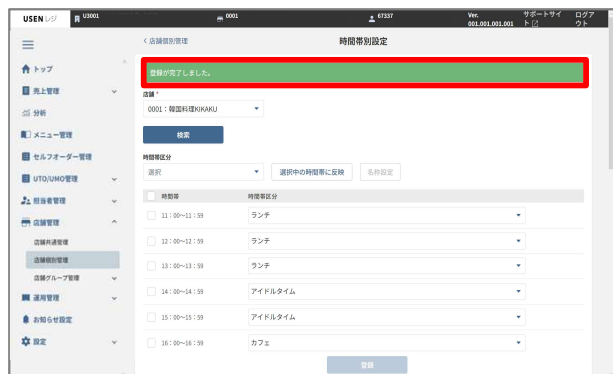 USEN レジ
U3001
0001
67337
Ver.
001.001.001.001
サポートサイト
ログアウト
< 店舗個別管理
時間帯別設定
トップ
売上管理
分析
メニュー管理
セルフオーダー管理
UTO/UMO管理
担当者管理
店舗管理
店舗共通管理
店舗個別管理
店舗グループ管理
運用管理
お知らせ設定
設定
登録が完了しました。
店舗 *
0001：韓国料理KIKAKU
検索
時間帯区分
選択
選択中の時間帯に反映
名称設定
時間帯 時間帯区分
11：00～11：59 ランチ
12：00～12：59 ランチ
13：00～13：59 ランチ
14：00～14：59 アイドルタイム
15：00～15：59 アイドルタイム
16：00～16：59 カフェ
登録